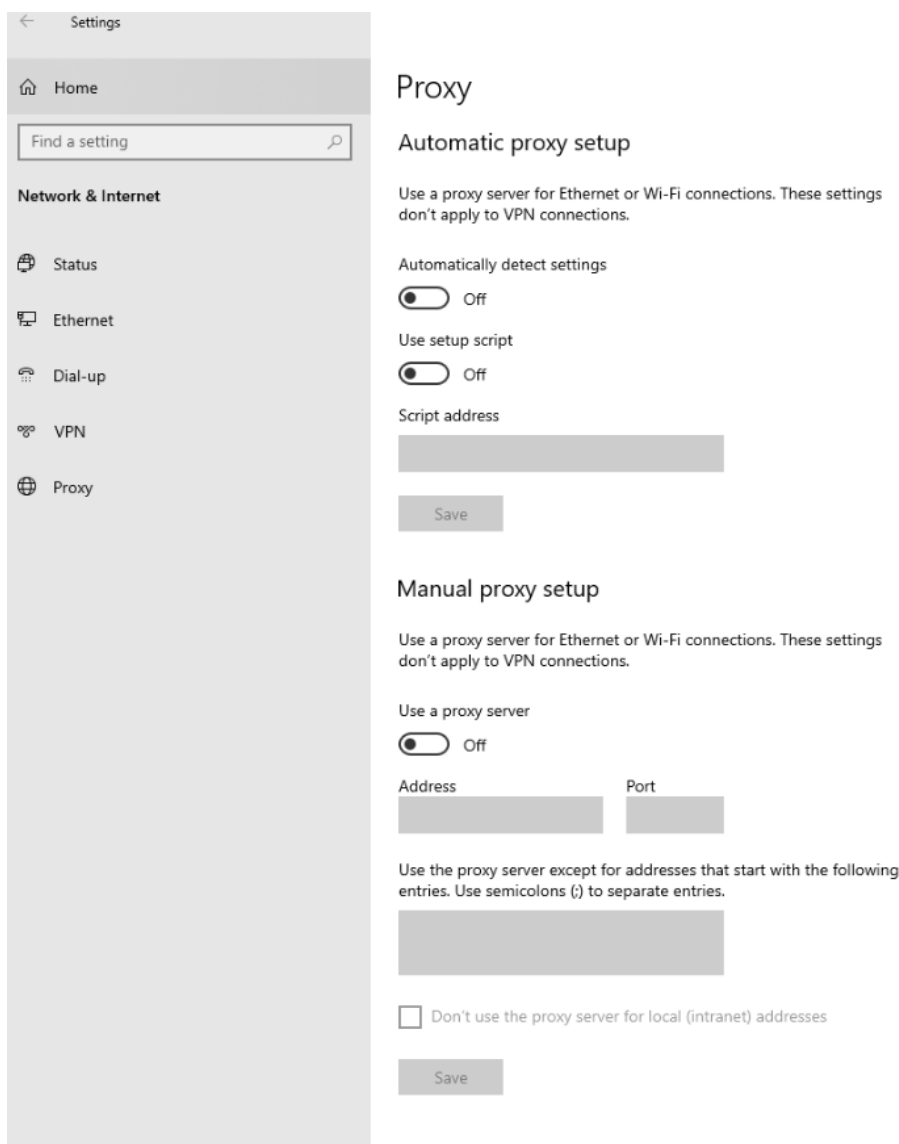 Settings
Home
Find a setting
Network & Internet
Status
Ethernet
Dial-up
VPN
Proxy
Proxy
Automatic proxy setup
Use a proxy server for Ethernet or Wi-Fi connections. These settings
don't apply to VPN connections.
Automatically detect settings
Off
Use setup script
Off
Script address
Save
Manual proxy setup
Use a proxy server for Ethernet or Wi-Fi connections. These settings
don't apply to VPN connections.
Use a proxy server
Off
Address Port
Use the proxy server except for addresses that start with the following
entries. Use semicolons (;) to separate entries.
Don't use the proxy server for local (intranet) addresses
Save